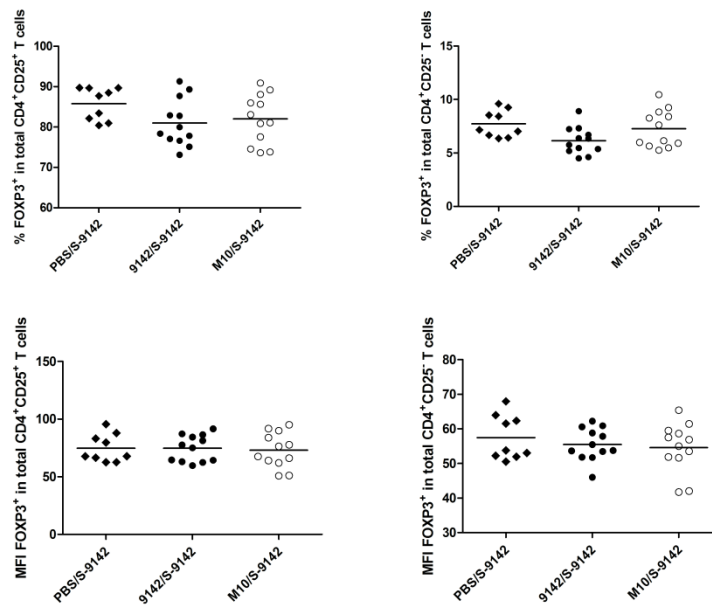 % FOXP3+ in total CD4+CD25+ T cells
100
90
80
70
60
PBS/S-9142
9142/S-9142
M10/S-9142
% FOXP3+ in total CD4+CD25- T cells
15
10
5
0
PBS/S-9142
9142/S-9142
M10/S-9142
MFI FOXP3+ in total CD4+CD25+ T cells
150
100
50
0
PBS/S-9142
9142/S-9142
M10/S-9142
MFI FOXP3+ in total CD4+CD25- T cells
80
70
60
50
40
30
PBS/S-9142
9142/S-9142
M10/S-9142